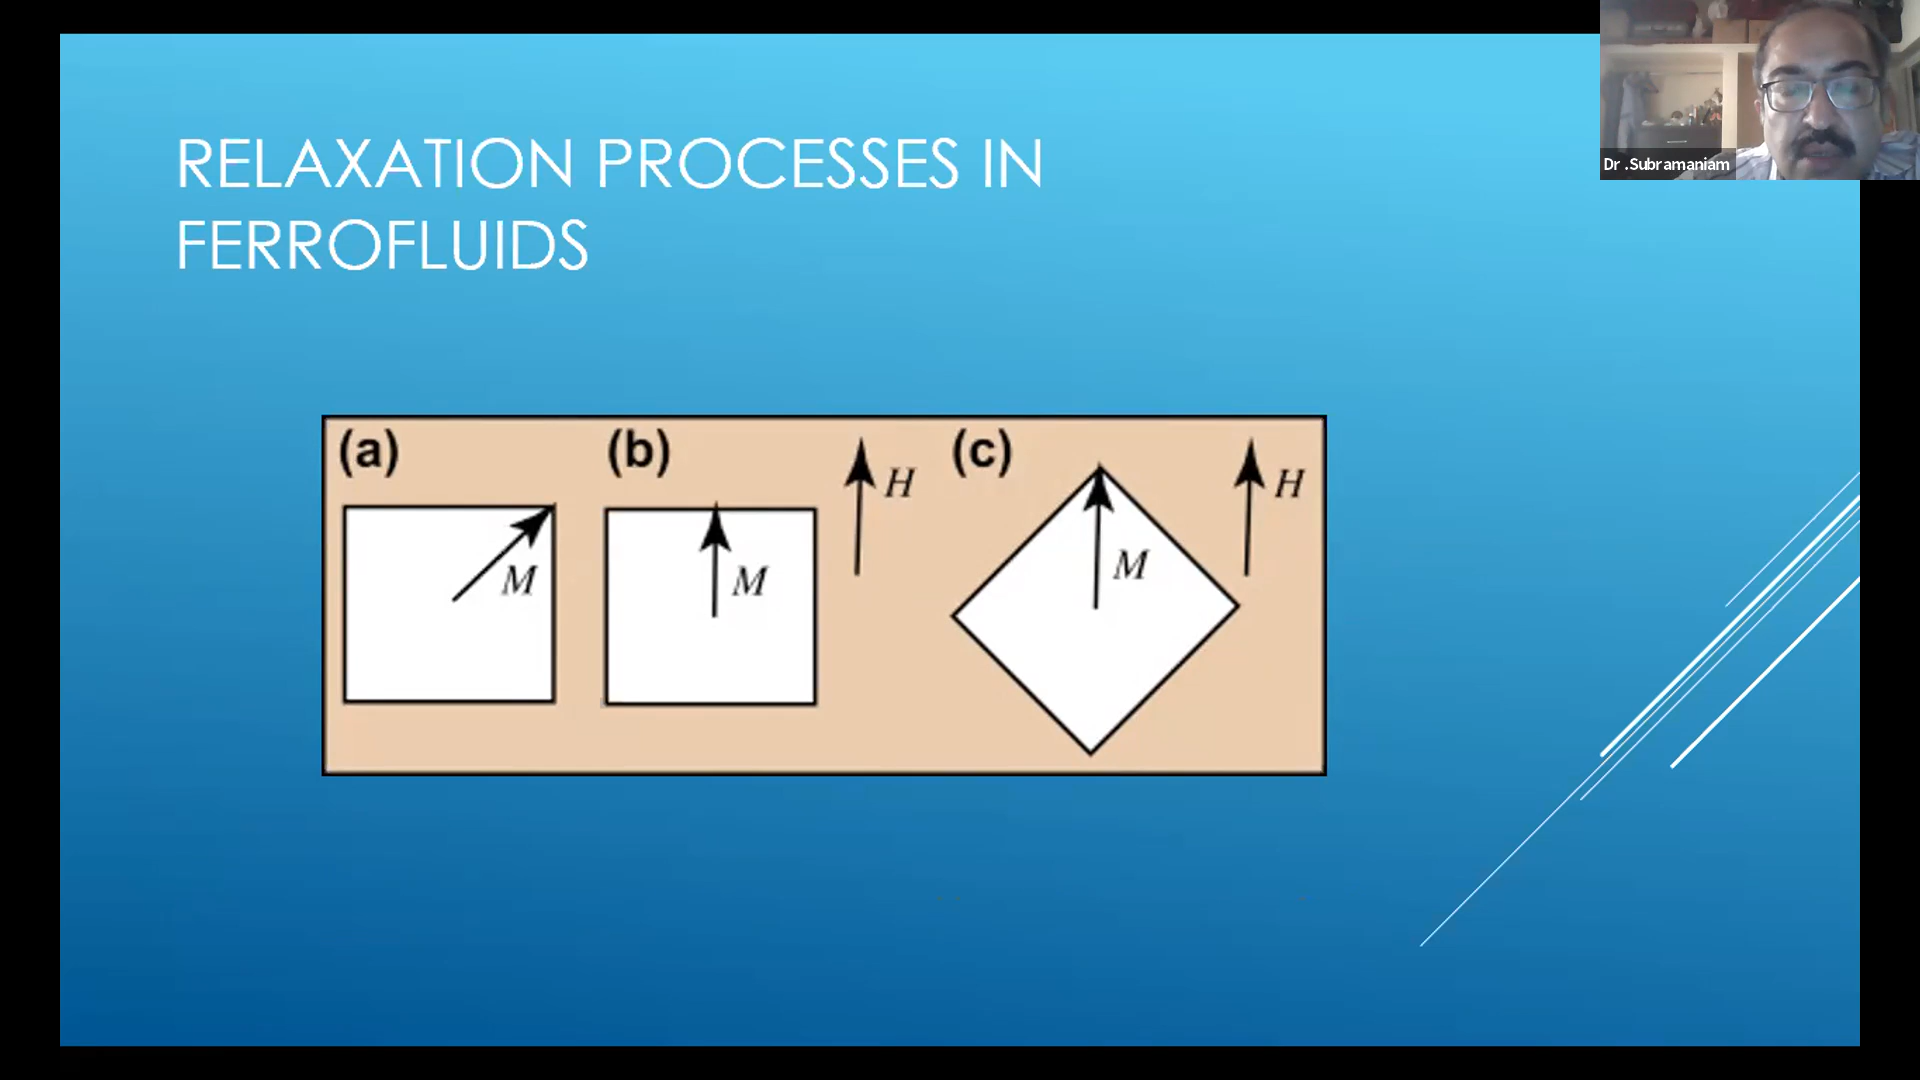 Dr .Subramaniam
RELAXATION PROCESSES IN
FERROFLUIDS
(a)
M
(b)
M
H
(c)
M
H